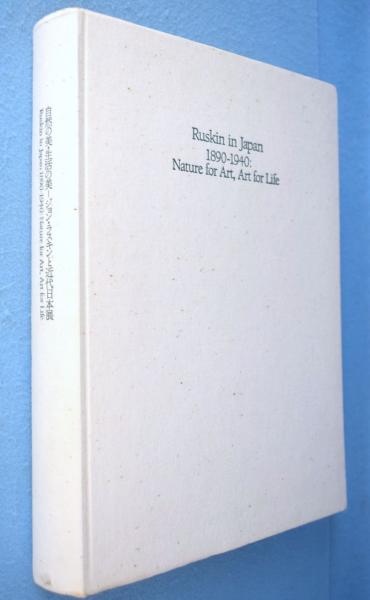 Ruskin in Japan
1890-1940:
Nature for Art, Art for Life
自然の美・生活の美―ジョン・ラスキンと近代日本展
Ruskin in Japan 1890-1940: Nature for Art, Art for Life